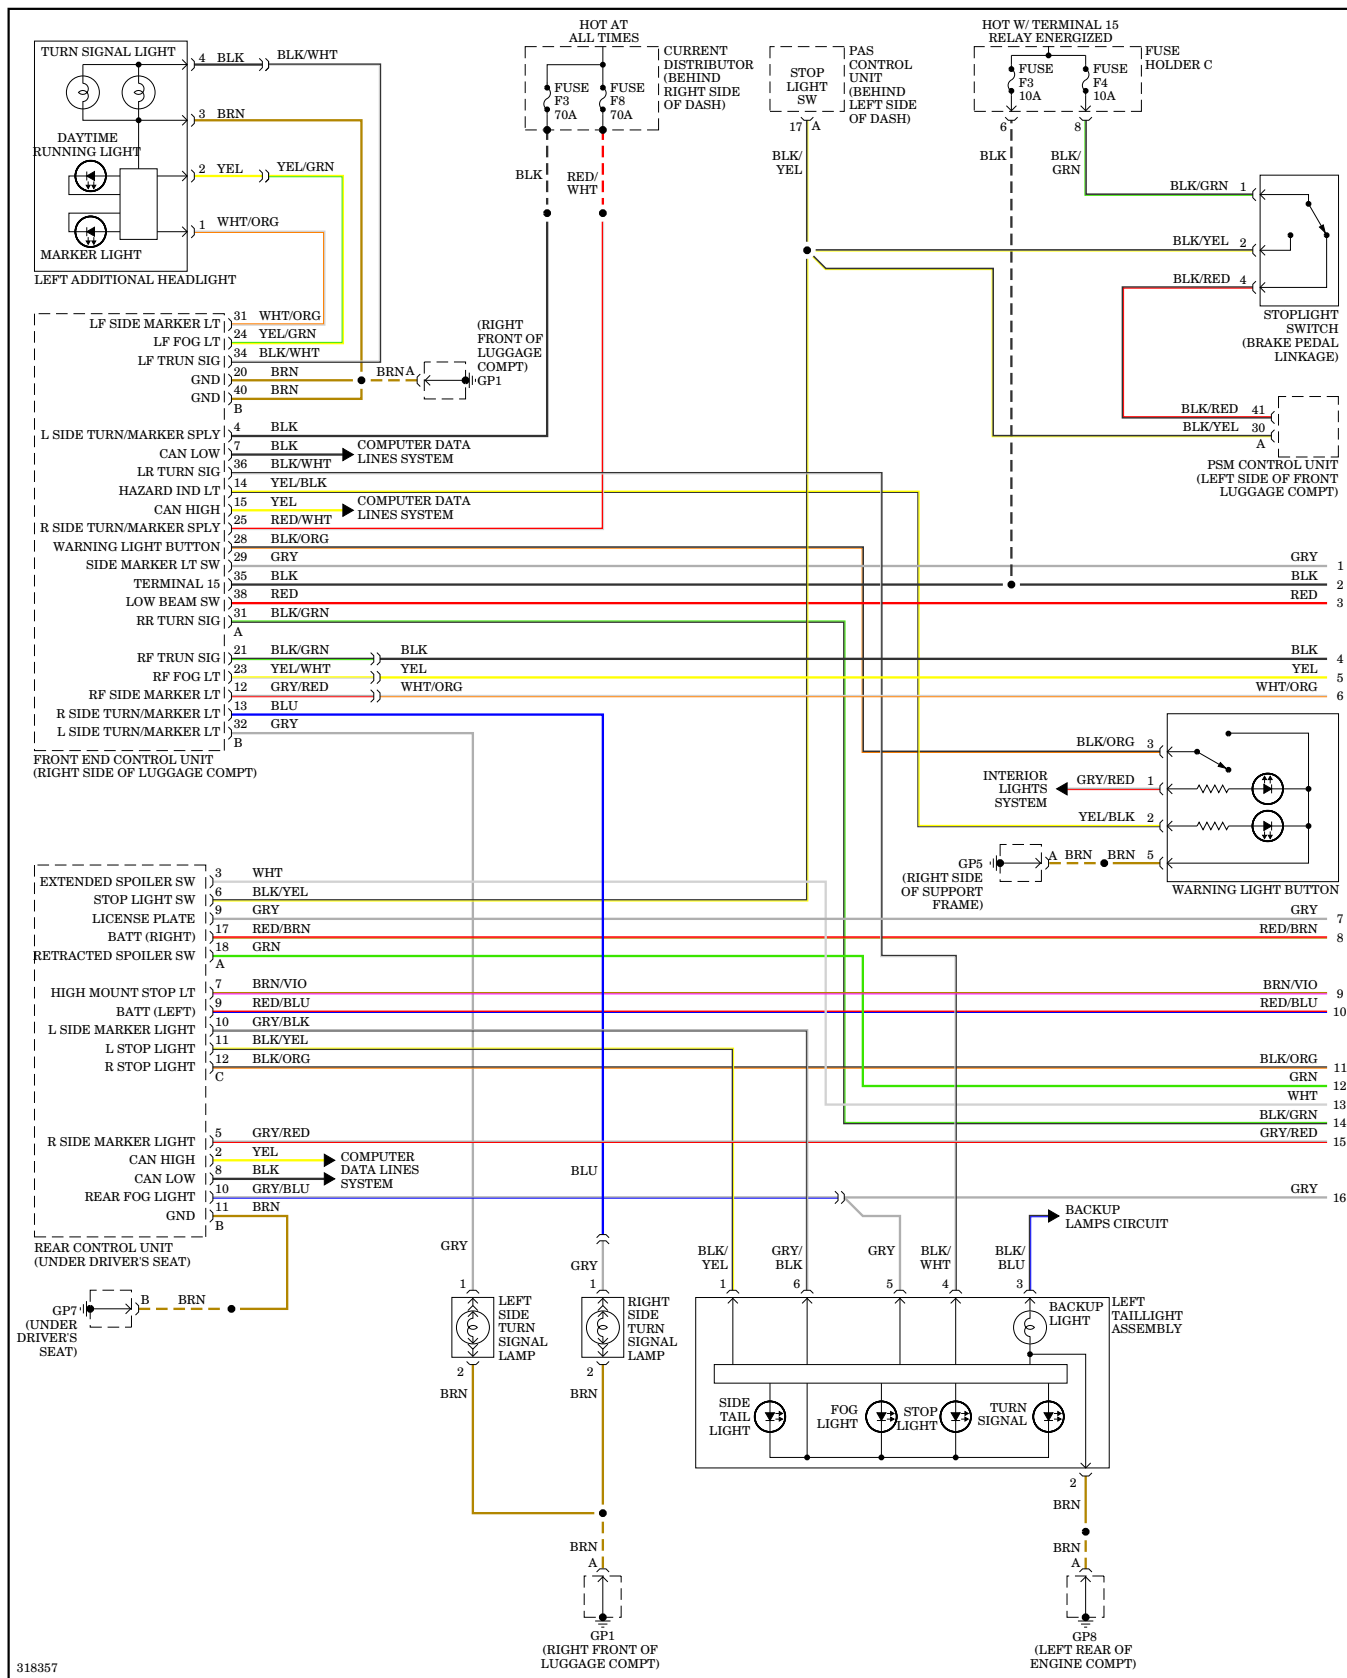 HOT AT
ALL TIMES
HOT W/ TERMINAL 15
RELAY ENERGIZED
TURN SIGNAL LIGHT
4 BLK BLK/WHT
3 BRN
DAYTIME
RUNNING LIGHT
2 YEL YEL/GRN
1 WHT/ORG
MARKER LIGHT
LEFT ADDITIONAL HEADLIGHT
FUSE
F3
70A
FUSE
F8
70A
CURRENT
DISTRIBUTOR
(BEHIND
RIGHT SIDE
OF DASH)
BLK
RED/
WHT
STOP
LIGHT
SW
PAS
CONTROL
UNIT
(BEHIND
LEFT SIDE
OF DASH)
17 A
BLK/
YEL
FUSE
F3
10A
FUSE
F4
10A
FUSE
HOLDER C
6
8
BLK
BLK/
GRN
BLK/GRN 1
BLK/YEL 2
BLK/RED 4
STOPLIGHT
SWITCH
(BRAKE PEDAL
LINKAGE)
BLK/RED 41
BLK/YEL 30
A
PSM CONTROL UNIT
(LEFT SIDE OF FRONT
LUGGAGE COMPT)
LF SIDE MARKER LT 31 WHT/ORG
LF FOG LT 24 YEL/GRN
LF TRUN SIG 34 BLK/WHT
GND 20 BRN
GND 40 BRN
B
BRN A
(RIGHT
FRONT OF
LUGGAGE
COMPT)
GP1
L SIDE TURN/MARKER SPLY 4 BLK
CAN LOW 7 BLK
COMPUTER DATA
LINES SYSTEM
LR TURN SIG 36 BLK/WHT
HAZARD IND LT 14 YEL/BLK
CAN HIGH 15 YEL
COMPUTER DATA
LINES SYSTEM
R SIDE TURN/MARKER SPLY 25 RED/WHT
WARNING LIGHT BUTTON 28 BLK/ORG
SIDE MARKER LT SW 29 GRY GRY 1
TERMINAL 15 35 BLK BLK 2
LOW BEAM SW 38 RED RED 3
RR TURN SIG 31 BLK/GRN
A
RF TRUN SIG 21 BLK/GRN BLK BLK 4
RF FOG LT 23 YEL/WHT YEL YEL 5
RF SIDE MARKER LT 12 GRY/RED WHT/ORG WHT/ORG 6
R SIDE TURN/MARKER LT 13 BLU
L SIDE TURN/MARKER LT 32 GRY
B
FRONT END CONTROL UNIT
(RIGHT SIDE OF LUGGAGE COMPT)
BLK/ORG 3
INTERIOR
LIGHTS
SYSTEM
GRY/RED 1
YEL/BLK 2
GP5
(RIGHT SIDE
OF SUPPORT
FRAME)
A BRN BRN 5
WARNING LIGHT BUTTON
EXTENDED SPOILER SW 3 WHT
STOP LIGHT SW 6 BLK/YEL
LICENSE PLATE 9 GRY GRY 7
BATT (RIGHT) 17 RED/BRN RED/BRN 8
RETRACTED SPOILER SW 18 GRN
A
HIGH MOUNT STOP LT 7 BRN/VIO BRN/VIO 9
BATT (LEFT) 9 RED/BLU RED/BLU 10
L SIDE MARKER LIGHT 10 GRY/BLK
L STOP LIGHT 11 BLK/YEL
R STOP LIGHT 12 BLK/ORG BLK/ORG 11
C
GRN 12
WHT 13
BLK/GRN 14
R SIDE MARKER LIGHT 5 GRY/RED GRY/RED 15
CAN HIGH 2 YEL
CAN LOW 8 BLK
COMPUTER
DATA LINES
SYSTEM
REAR FOG LIGHT 10 GRY/BLU GRY 16
GND 11 BRN
B
REAR CONTROL UNIT
(UNDER DRIVER'S SEAT)
BLU
GP7
(UNDER
DRIVER'S
SEAT)
B BRN
GRY
1
LEFT
SIDE
TURN
SIGNAL
LAMP
2
BRN
GRY
1
RIGHT
SIDE
TURN
SIGNAL
LAMP
2
BRN
BLK/
YEL
1
GRY/
BLK
6
GRY
5
BLK/
WHT
4
BLK/
BLU
3
BACKUP
LAMPS CIRCUIT
BACKUP
LIGHT
LEFT
TAILLIGHT
ASSEMBLY
SIDE
TAIL
LIGHT
FOG
LIGHT
STOP
LIGHT
TURN
SIGNAL
2
BRN
BRN
A
GP8
(LEFT REAR OF
ENGINE COMPT)
BRN
A
GP1
(RIGHT FRONT OF
LUGGAGE COMPT)
318357